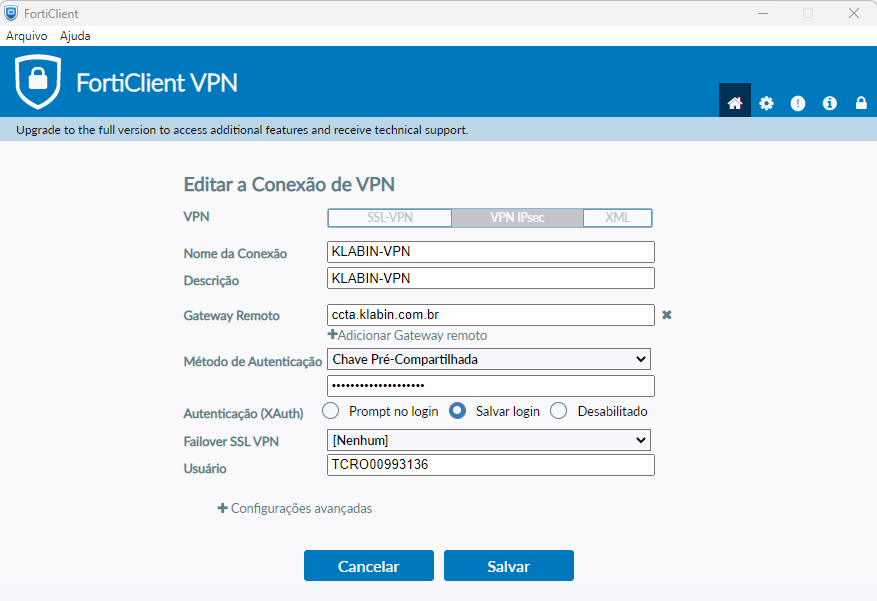 FortiClient
Arquivo Ajuda
FortiClient VPN
Upgrade to the full version to access additional features and receive technical support.
Editar a Conexão de VPN
VPN SSL-VPN VPN IPsec XML
Nome da Conexão KLABIN-VPN
Descrição KLABIN-VPN
Gateway Remoto ccta.klabin.com.br
Adicionar Gateway remoto
Método de Autenticação Chave Pré-Compartilhada
••••••••••••••••••••
Autenticação (XAuth) Prompt no login Salvar login Desabilitado
Failover SSL VPN [Nenhum]
Usuário TCRO00993136
Configurações avançadas
Cancelar Salvar